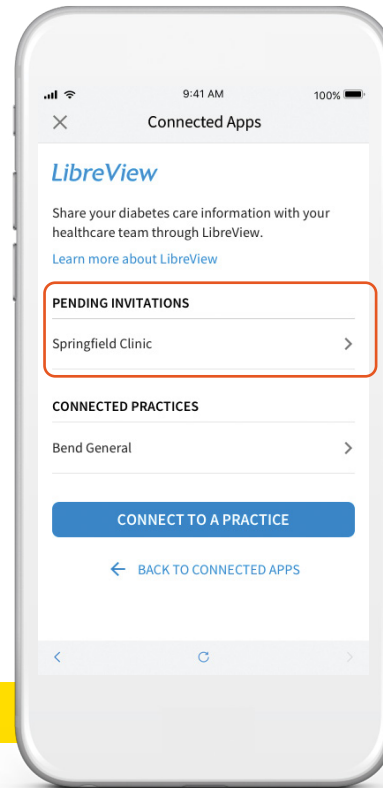 9:41 AM
100%
Connected Apps
LibreView
Share your diabetes care information with your
healthcare team through LibreView.
Learn more about LibreView
PENDING INVITATIONS
Springfield Clinic
CONNECTED PRACTICES
Bend General
CONNECT TO A PRACTICE
BACK TO CONNECTED APPS